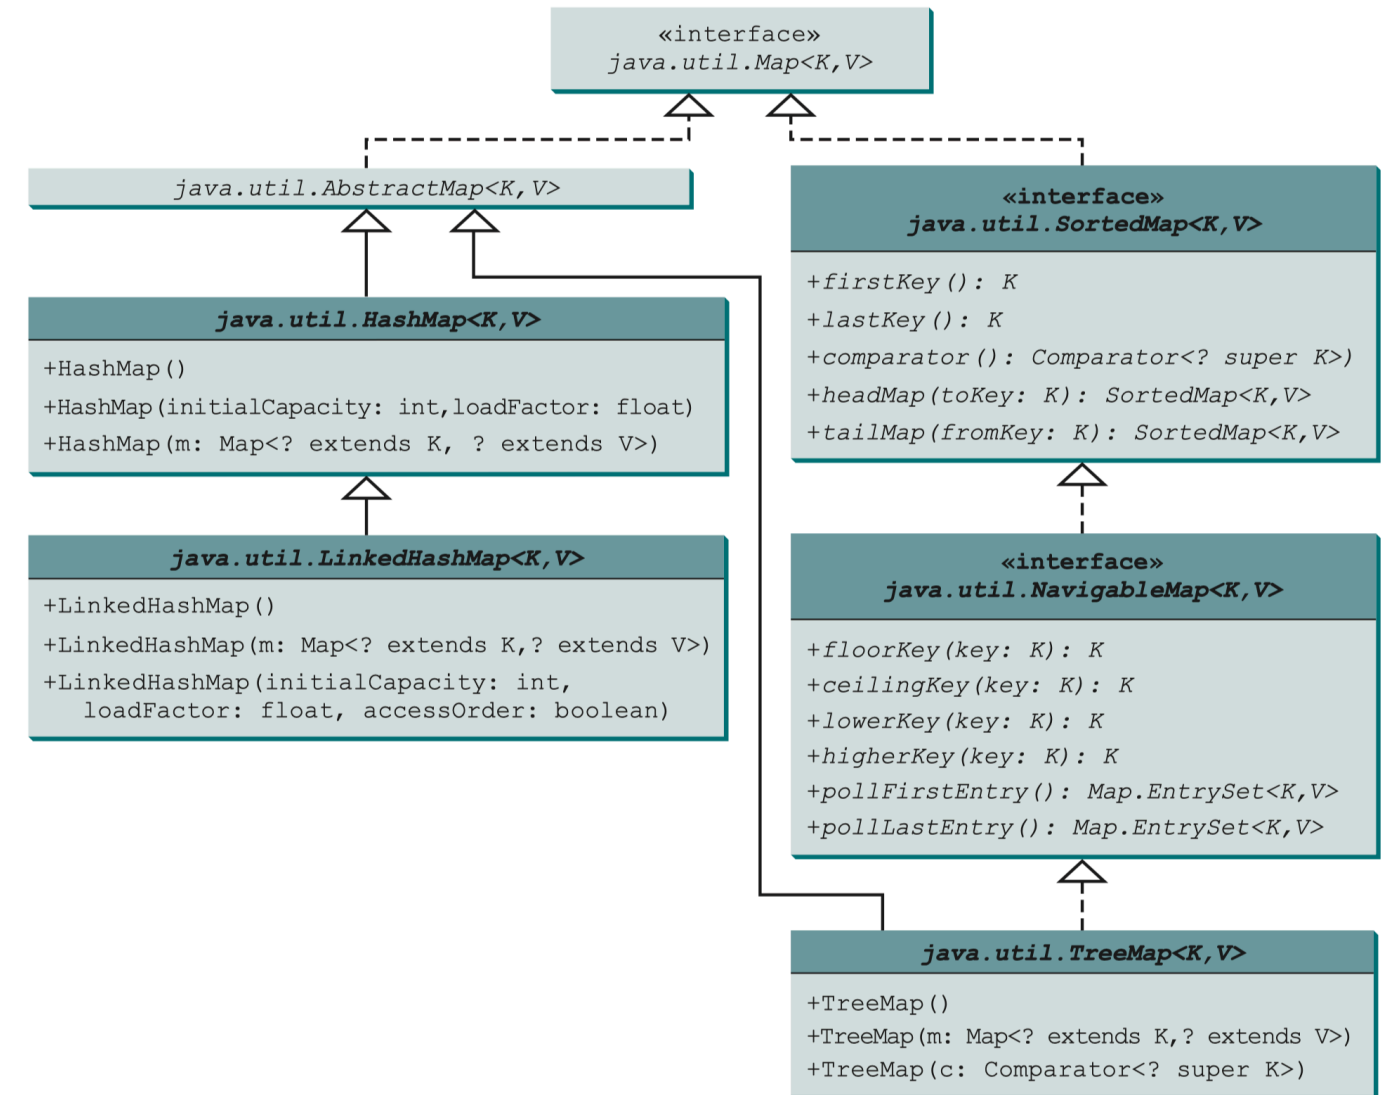 «interface»
java.util.Map<K,V>
java.util.AbstractMap<K,V>
java.util.HashMap<K,V>
+HashMap()
+HashMap(initialCapacity: int,loadFactor: float)
+HashMap(m: Map<? extends K, ? extends V>)
java.util.LinkedHashMap<K,V>
+LinkedHashMap()
+LinkedHashMap(m: Map<? extends K,? extends V>)
+LinkedHashMap(initialCapacity: int,
loadFactor: float, accessOrder: boolean)
«interface»
java.util.SortedMap<K,V>
+firstKey(): K
+lastKey(): K
+comparator(): Comparator<? super K>)
+headMap(toKey: K): SortedMap<K,V>
+tailMap(fromKey: K): SortedMap<K,V>
«interface»
java.util.NavigableMap<K,V>
+floorKey(key: K): K
+ceilingKey(key: K): K
+lowerKey(key: K): K
+higherKey(key: K): K
+pollFirstEntry(): Map.EntrySet<K,V>
+pollLastEntry(): Map.EntrySet<K,V>
java.util.TreeMap<K,V>
+TreeMap()
+TreeMap(m: Map<? extends K,? extends V>)
+TreeMap(c: Comparator<? super K>)